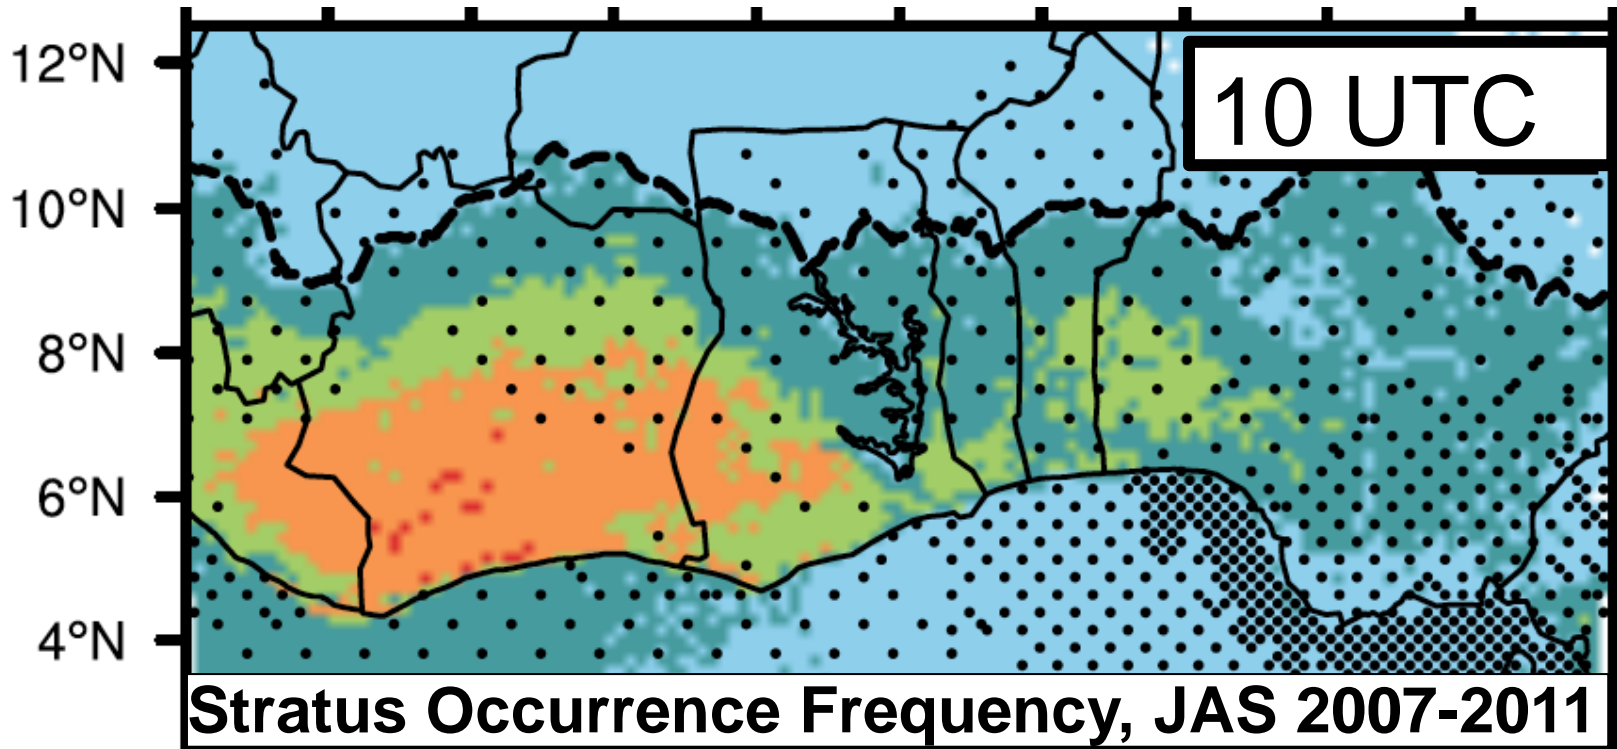 12°N
10 UTC
10°N
8°N
6°N
4°N
Stratus Occurrence Frequency, JAS 2007-2011